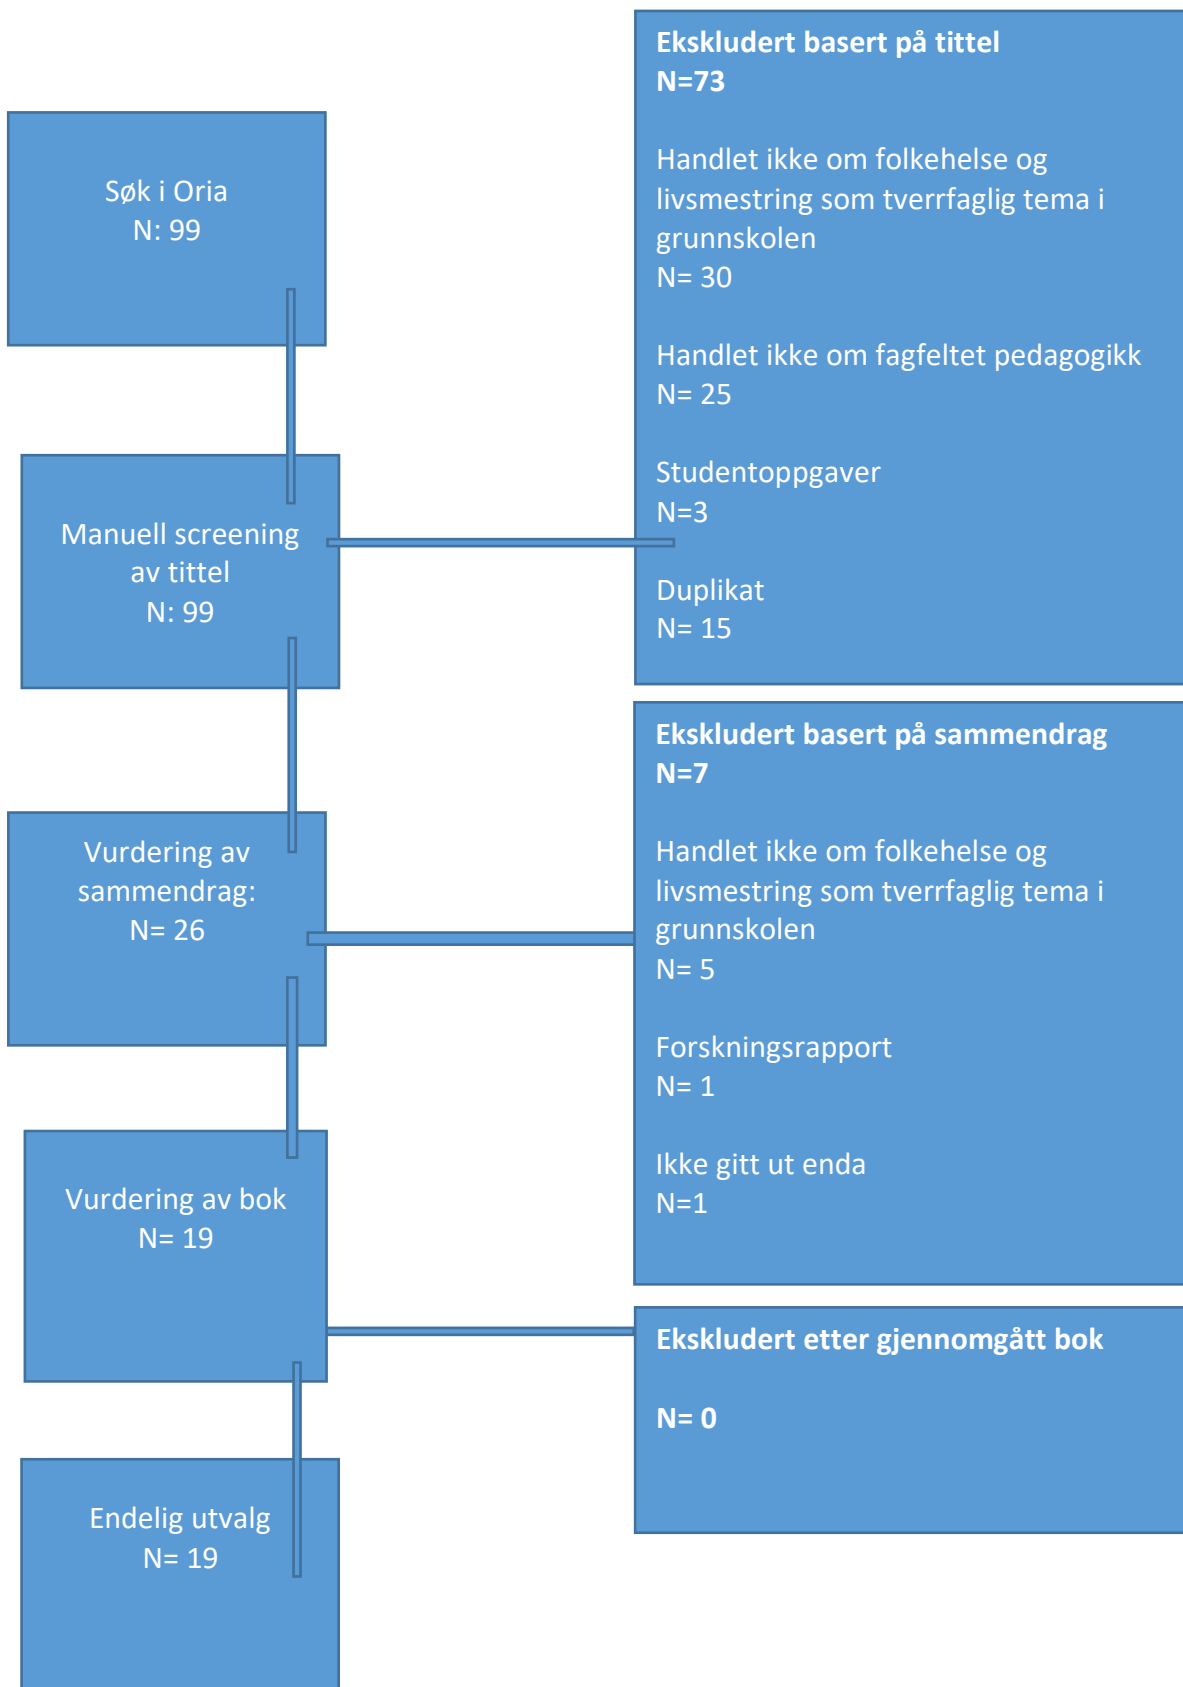 Søk i Oria
N: 99
Manuell screening
av tittel
N: 99
Vurdering av
sammendrag:
N= 26
Vurdering av bok
N= 19
Endelig utvalg
N= 19
Ekskludert basert på tittel
N=73
Handlet ikke om folkehelse og
livsmestring som tverrfaglig tema i
grunnskolen
N= 30
Handlet ikke om fagfeltet pedagogikk
N= 25
Studentoppgaver
N=3
Duplikat
N= 15
Ekskludert basert på sammendrag
N=7
Handlet ikke om folkehelse og
livsmestring som tverrfaglig tema i
grunnskolen
N= 5
Forskningsrapport
N= 1
Ikke gitt ut enda
N=1
Ekskludert etter gjennomgått bok
N= 0